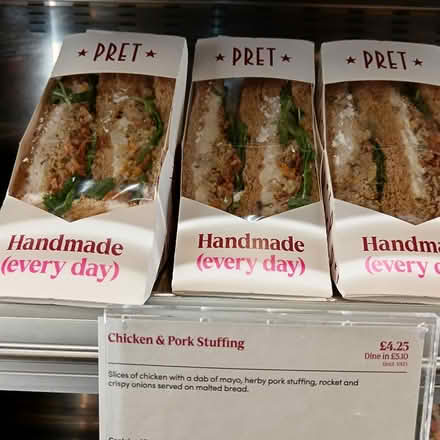 ★ PRET ★
Handmade
(every day)
★ PRET ★
Handmade
(every day)
★ PRET ★
Handma
(every d
Chicken & Pork Stuffing
£4.25
Dine in £5.10
Slices of chicken with a dab of mayo, herby pork stuffing, rocket and
crispy onions served on malted bread.